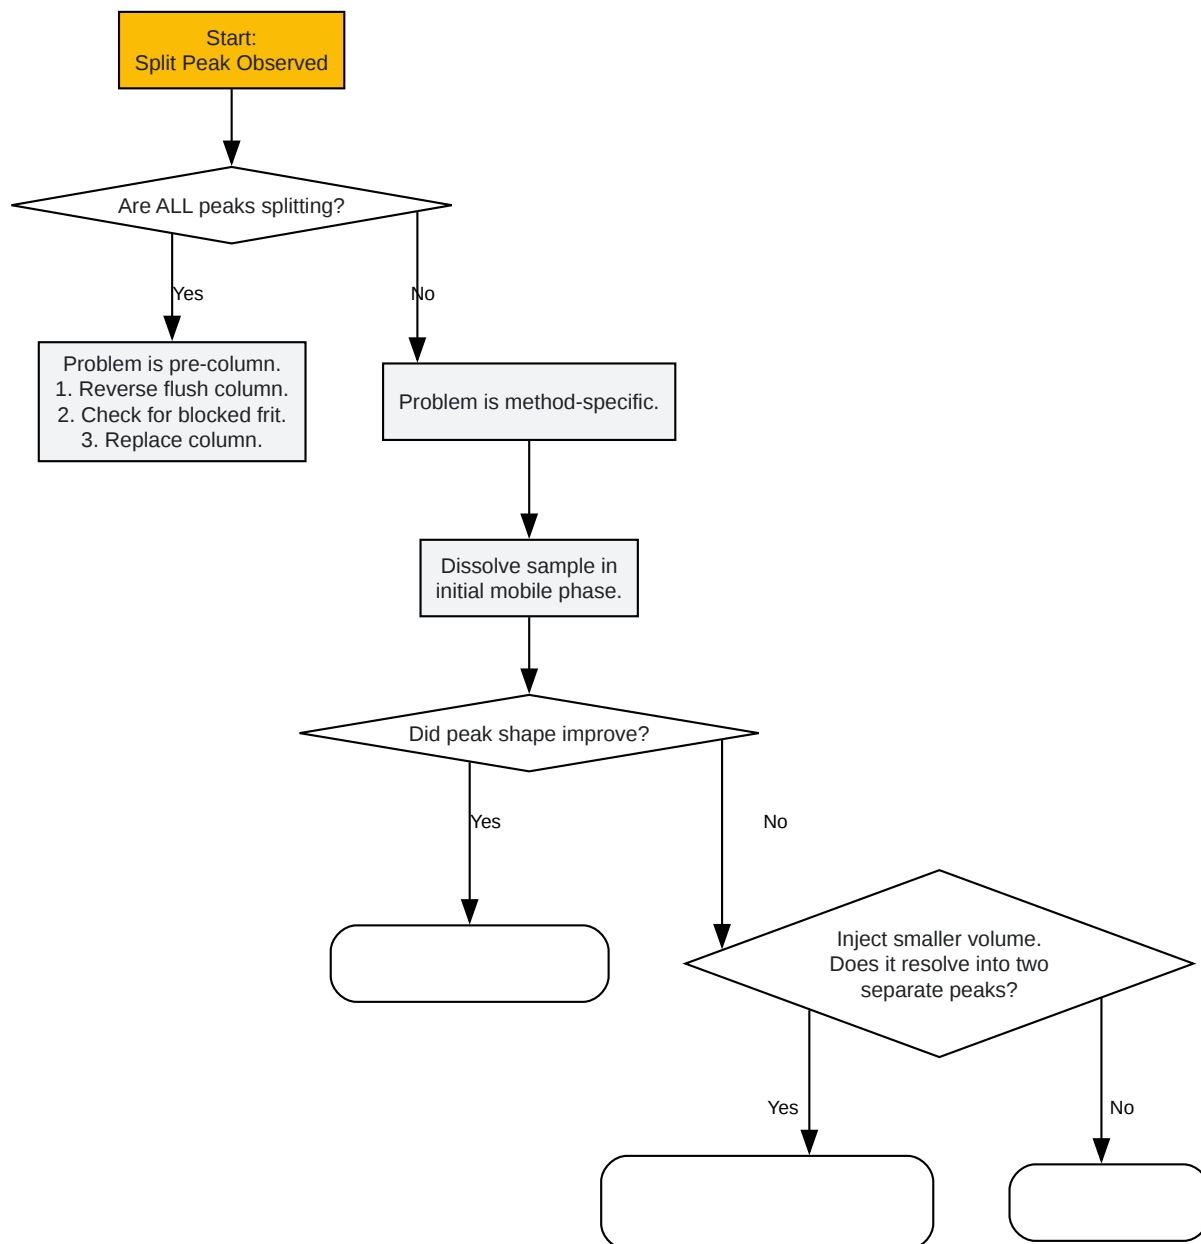 Start:
Split Peak Observed
Are ALL peaks splitting?
Yes
No
Problem is pre-column.
1. Reverse flush column.
2. Check for blocked frit.
3. Replace column.
Problem is method-specific.
Dissolve sample in
initial mobile phase.
Did peak shape improve?
Yes
No
Inject smaller volume.
Does it resolve into two
separate peaks?
Yes
No